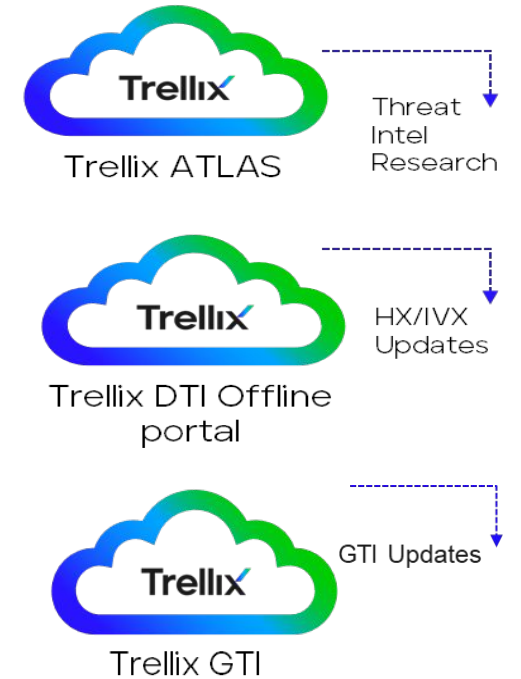 Trellix
Trellix ATLAS
Threat
Intel
Research
Trellix
Trellix DTI Offline
portal
HX/IVX
Updates
Trellix
Trellix GTI
GTI Updates